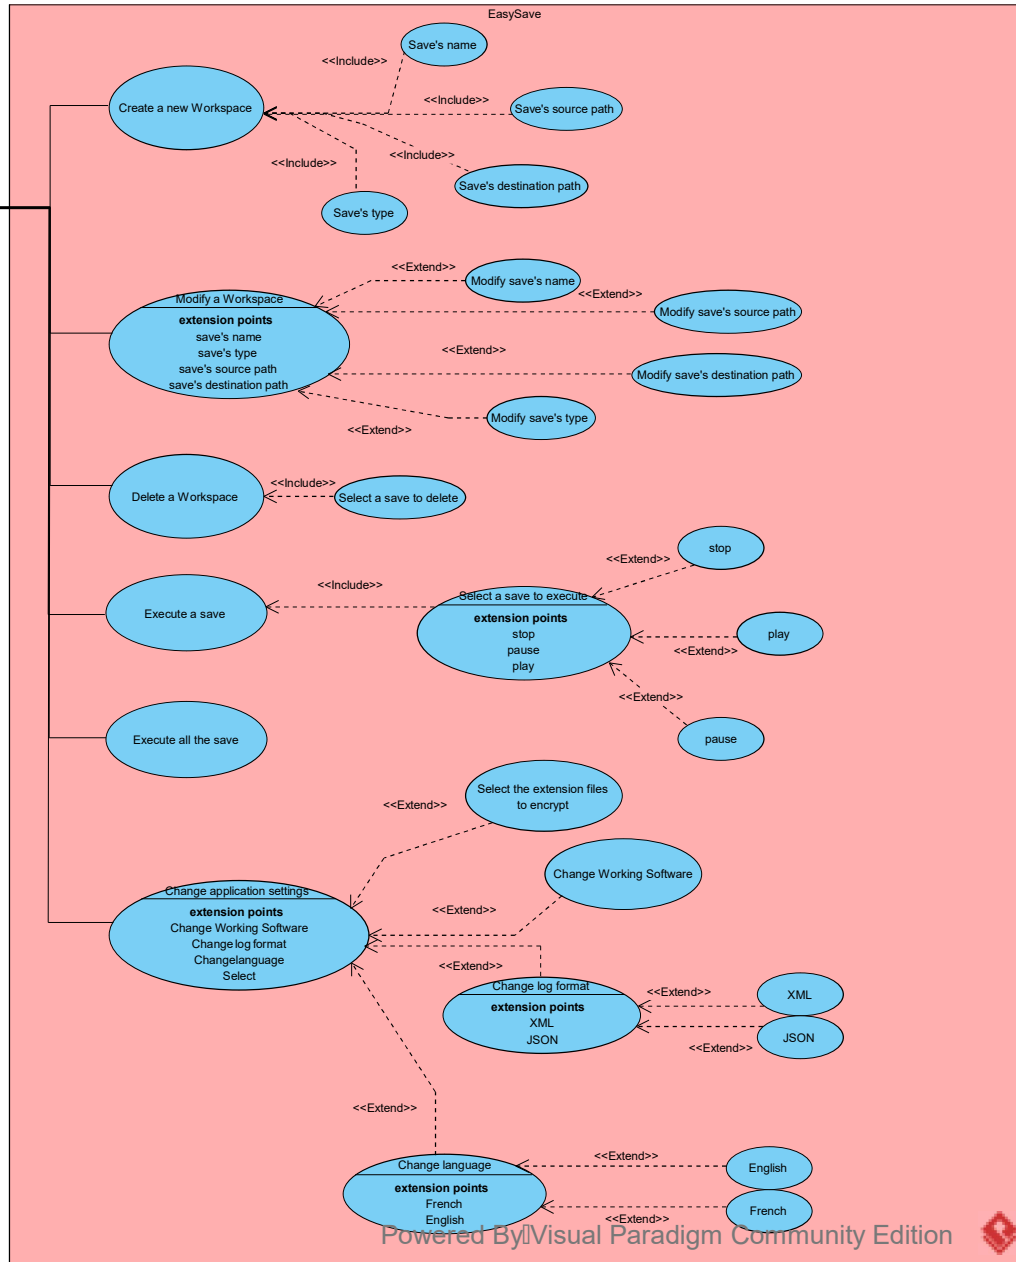 EasySave
Save's name
<<Include>>
Create a new Workspace
<<Include>>
Save's source path
<<Include>>
<<Include>>
Save's destination path
Save's type
<<Extend>>
Modify save's name
<<Extend>>
Modify a Workspace
extension points
save's name
save's type
save's source path
save's destination path
Modify save's source path
<<Extend>>
Modify save's destination path
Modify save's type
<<Extend>>
Delete a Workspace
<<Include>>
Select a save to delete
stop
<<Extend>>
<<Include>>
Execute a save
Select a save to execute
extension points
stop
pause
play
play
<<Extend>>
<<Extend>>
pause
Execute all the save
Select the extension files
to encrypt
<<Extend>>
Change Working Software
Change application settings
extension points
Change Working Software
Change log format
Changelanguage
Select
<<Extend>>
<<Extend>>
Change log format
extension points
XML
JSON
<<Extend>>
XML
JSON
<<Extend>>
<<Extend>>
Change language
extension points
French
English
<<Extend>>
English
French
<<Extend>>
Powered By Visual Paradigm Community Edition